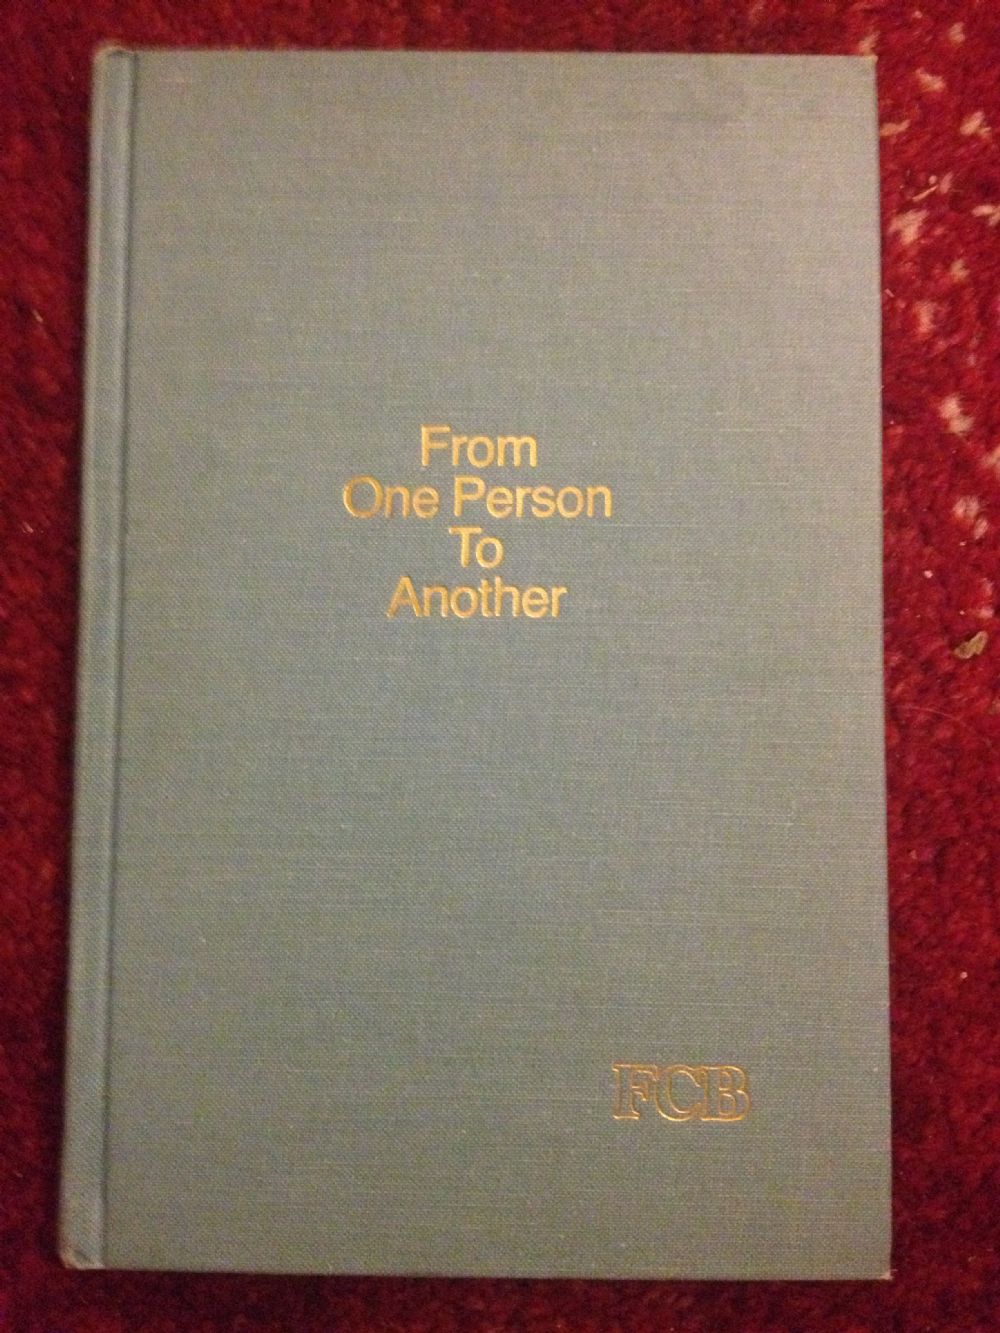 From
One Person
To
Another
FCB